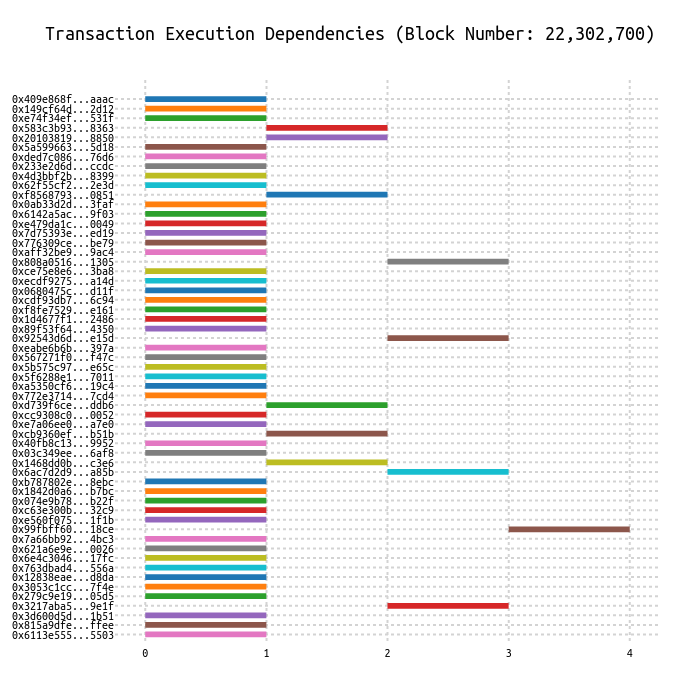 Transaction Execution Dependencies (Block Number: 22,302,700)
0x409e868f...aaac
0x149cf64d...2d12
0xe74f34ef...531f
0x583c3b93...8363
0x20103819...8850
0x5a599663...5d18
0xded7c086...76d6
0x233e2d6d...ccdc
0x4d3bbf2b...8399
0x62f55cf2...2e3d
0xf8568793...0851
0x0ab33d2d...3faf
0x6142a5ac...9f03
0xe479da1c...0049
0x7d75393e...ed19
0x776309ce...be79
0xaff32be9...9ac4
0x808a0516...1305
0xce75e8e6...3ba8
0xecdf9275...a14d
0x0680475c...d11f
0xcdf93db7...6c94
0xf8fe7529...e161
0x1d4677f1...2486
0x89f53f64...4350
0x92543d6d...e15d
0xeabe6b6b...397a
0x567271f0...f47c
0x5b575c97...e65c
0x5f6288e1...7011
0xa5350cf6...19c4
0x772e3714...7cd4
0xd739f6ce...ddb6
0xcc9308c0...0052
0xe7a06ee0...a7e0
0xcb9360ef...b51b
0x40fb8c13...9952
0x03c349ee...6af8
0x1468dd0b...c3e6
0x6ac7d2d9...a85b
0xb787802e...8ebc
0x1842d0a6...b7bc
0x074e9b78...b22f
0xc63e300b...32c9
0xe560f075...1f1b
0x99fbff60...18ce
0x7a66bb92...4bc3
0x621a6e9e...0026
0x6e4c3046...17fc
0x763dbad4...556a
0x12838eae...d8da
0x3053c1cc...7f4e
0x279c9e19...05d5
0x3217aba5...9e1f
0x3d600d5d...1b51
0x815a9dfe...ffee
0x6113e555...5503
0 1 2 3 4